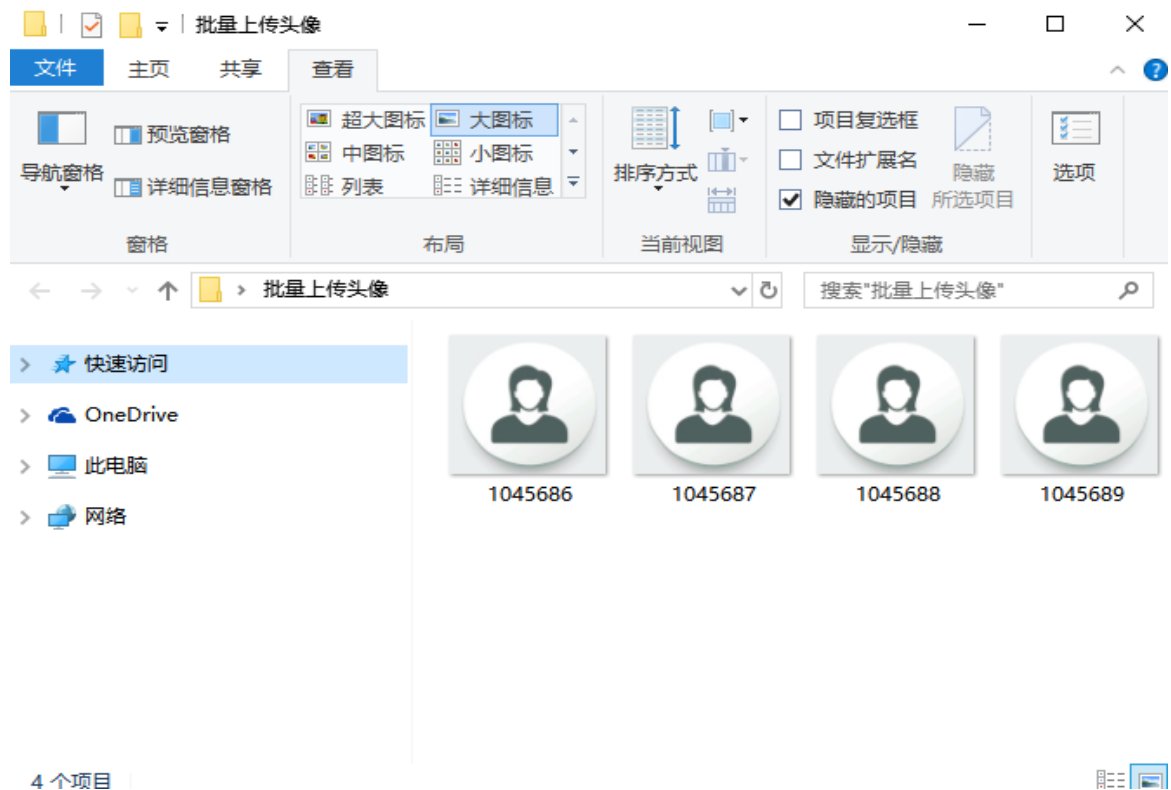 批量上传头像
文件 主页 共享 查看
导航窗格 预览窗格 详细信息窗格
超大图标 大图标
中图标 小图标
列表 详细信息
排序方式
项目复选框
文件扩展名
隐藏的项目
隐藏
所选项目
选项
窗格 布局 当前视图 显示/隐藏
批量上传头像 搜索"批量上传头像"
快速访问
OneDrive
此电脑
网络
1045686 1045687 1045688 1045689
4 个项目